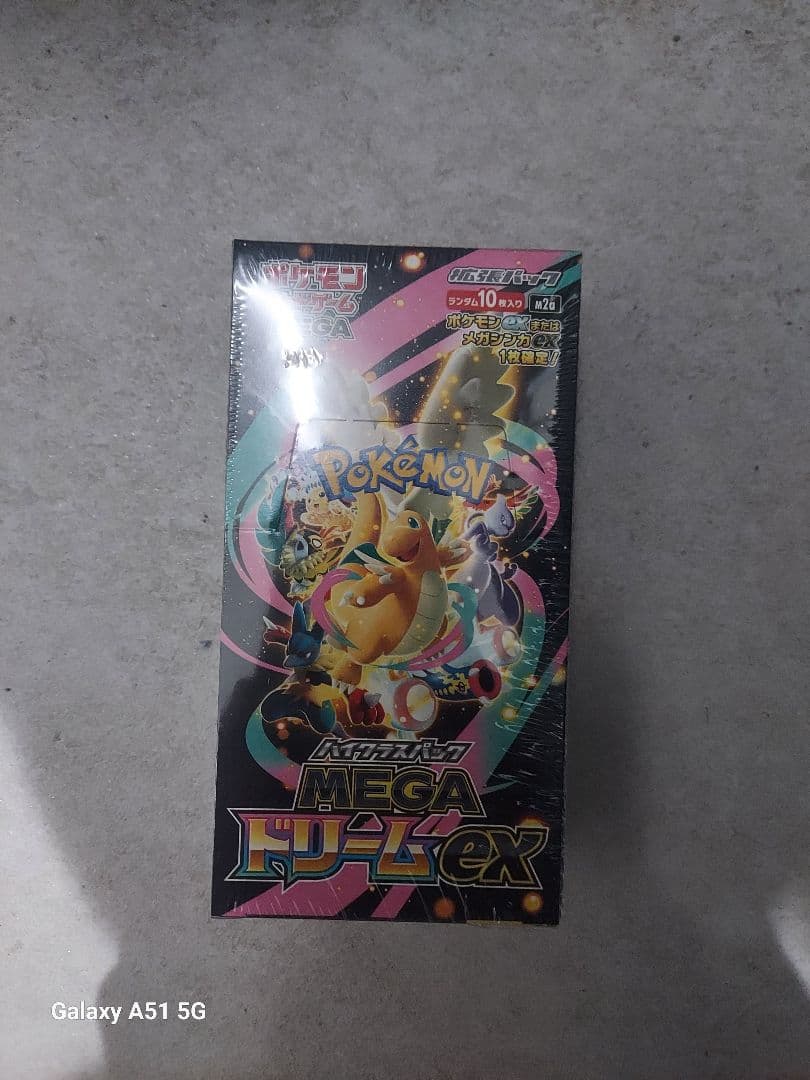 ポケモン
カードゲーム
MEGA
拡張パック
ランダム10枚入り
M2a
ポケモンexまたは
メガシンカex
1枚確定!
POKéMON
ハイクラスパック
MEGA
ドリームex
Galaxy A51 5G